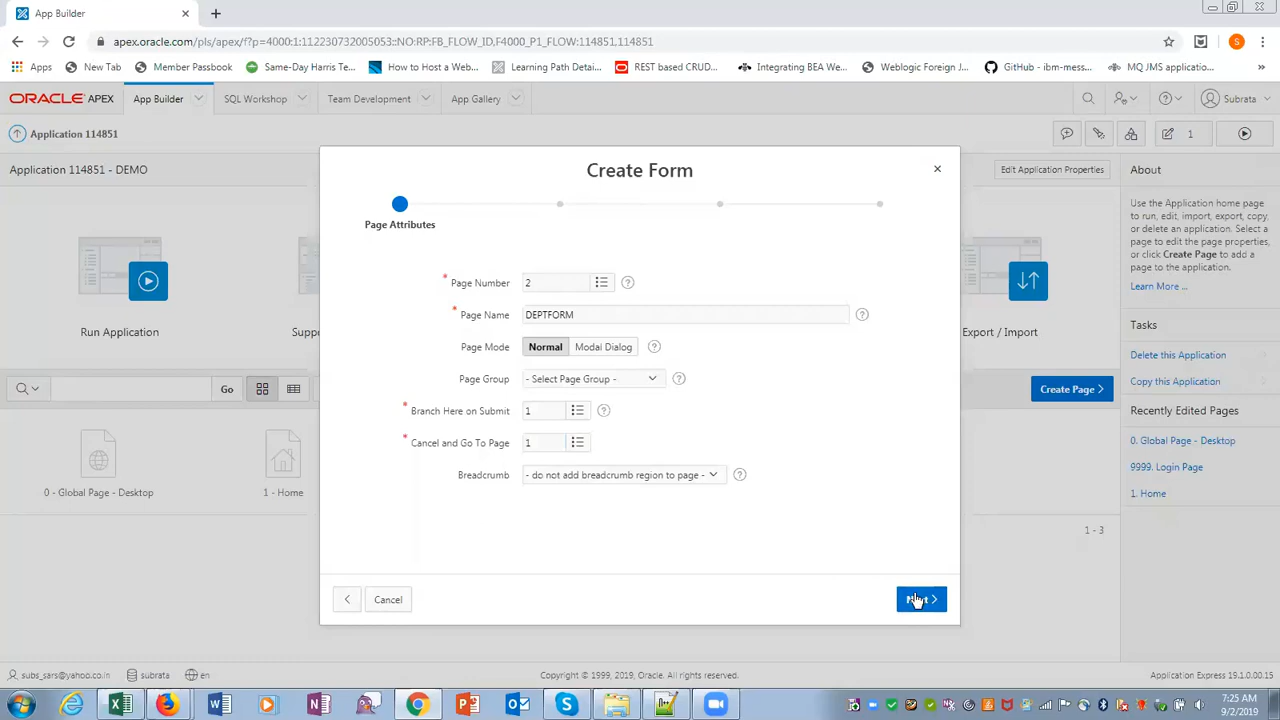 App Builder
apex.oracle.com/pls/apex/f?p=4000:1:112230732005053::NO:RP:FB_FLOW_ID,F4000_P1_FLOW:114851,114851
Apps New Tab Member Passbook Same-Day Harris Te... How to Host a Web... Learning Path Detai... REST based CRUD... Integrating BEA We... Weblogic Foreign J... GitHub - ibm-mess... MQ JMS applicatio... »
ORACLE APEX App Builder SQL Workshop Team Development App Gallery Subrata
Application 114851 1
Application 114851 - DEMO Edit Application Properties About
Create Form
Page Attributes
Page Number 2
Page Name DEPTFORM
Page Mode Normal Modal Dialog
Page Group - Select Page Group -
Branch Here on Submit 1
Cancel and Go To Page 1
Breadcrumb - do not add breadcrumb region to page -
Cancel
Run Application
Supp
Export / Import
Go
Create Page
0 - Global Page - Desktop
1 - Home
1 - 3
Use the Application home page
to run, edit, import, export, copy,
or delete an application. Select a
page to edit the page properties,
or click Create Page to add a
page to the application.
Learn More ...
Tasks
Delete this Application
Copy this Application
Recently Edited Pages
0. Global Page - Desktop
9999. Login Page
1. Home
subs_sars@yahoo.co.in subrata en Copyright © 1999, 2019, Oracle. All rights reserved. Application Express 19.1.0.00.15
7:25 AM
9/2/2019